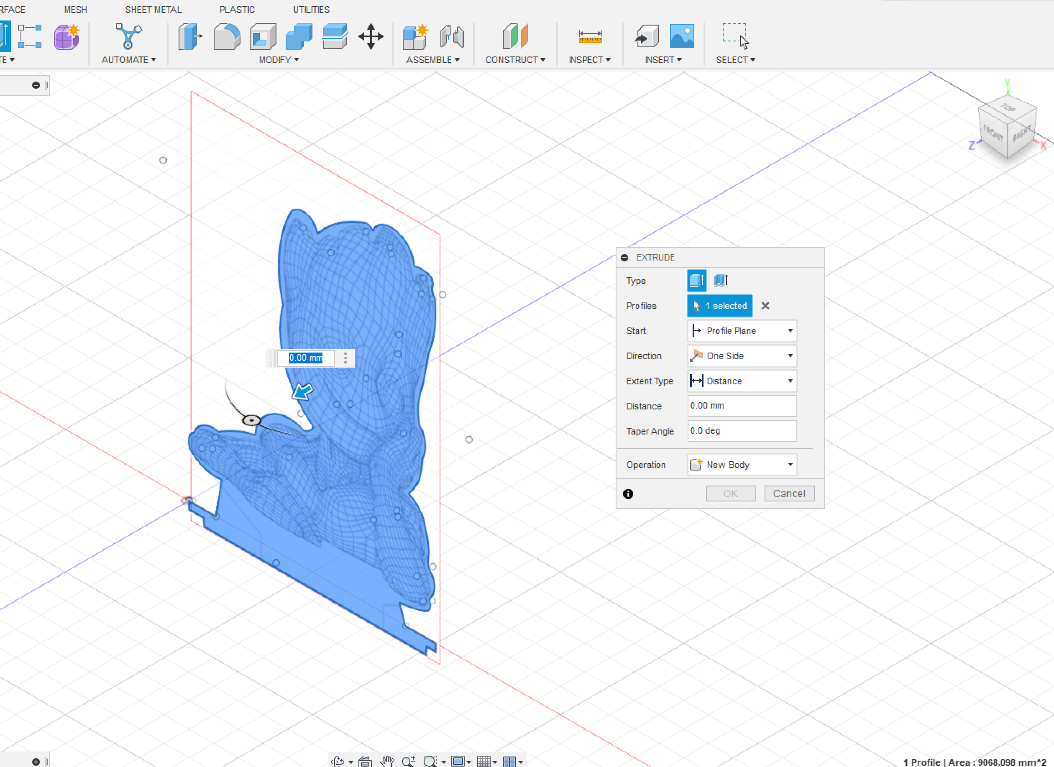 RFACE MESH SHEET METAL PLASTIC UTILITIES
TE ▾ AUTOMATE ▾ MODIFY ▾ ASSEMBLE ▾ CONSTRUCT ▾ INSPECT ▾ INSERT ▾ SELECT ▾
Y
TOP
FRONT RIGHT
Z X
EXTRUDE
Type
Profiles 1 selected
Start Profile Plane
Direction One Side
Extent Type Distance
Distance 0.00 mm
Taper Angle 0.0 deg
Operation New Body
OK Cancel
0.00 mm
1 Profile | Area : 9068.098 mm^2